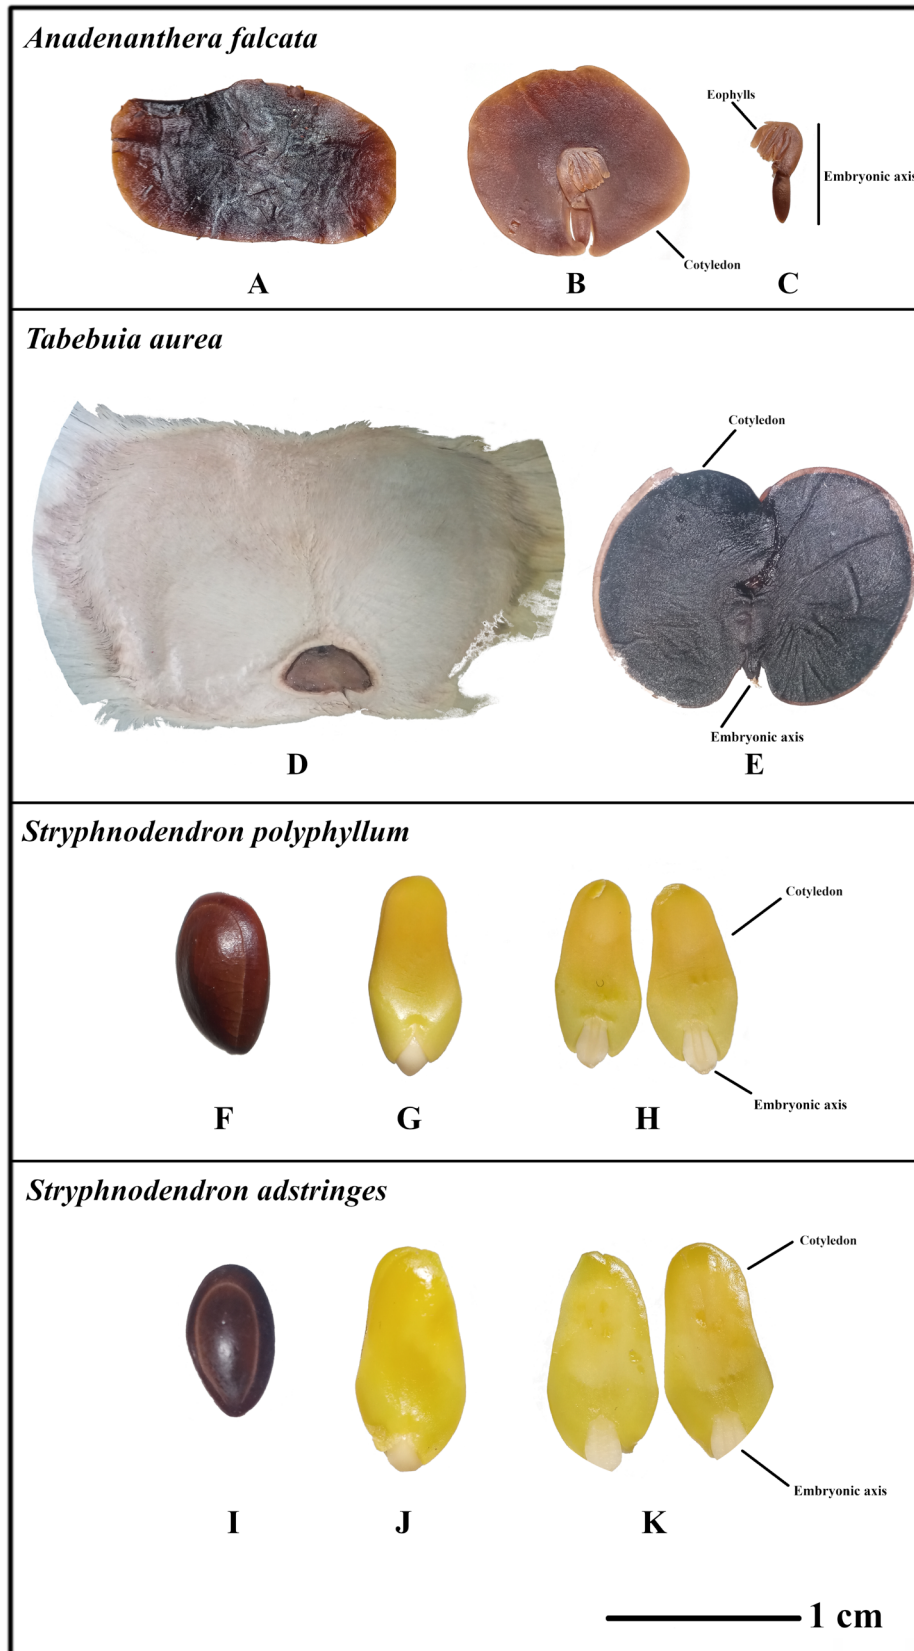 Anadenanthera falcata
Eophylls
Embryonic axis
Cotyledon
A
B
C
Tabebuia aurea
Cotyledon
Embryonic axis
D
E
Stryphnodendron polyphyllum
Cotyledon
Embryonic axis
F
G
H
Stryphnodendron adstringes
Cotyledon
Embryonic axis
I
J
K
1 cm